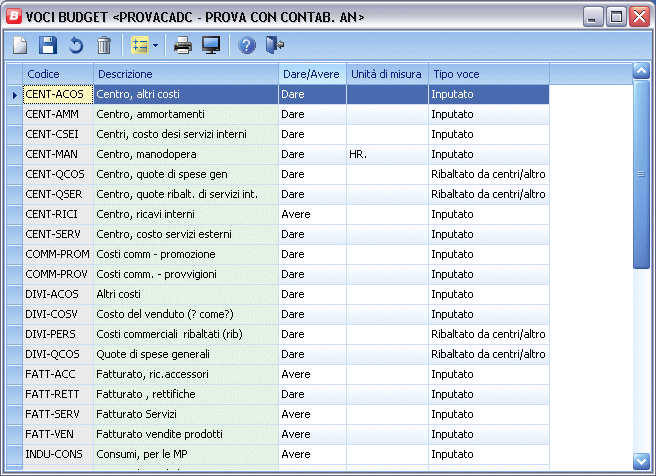 B VOCI BUDGET <PROVACADC - PROVA CON CONTAB. AN>
Codice Descrizione Dare/Avere Unità di misura Tipo voce
CENT-ACOS Centro, altri costi Dare Inputato
CENT-AMM Centro, ammortamenti Dare Inputato
CENT-CSEI Centri, costo desi servizi interni Dare Inputato
CENT-MAN Centro, manodopera Dare HR. Inputato
CENT-QCOS Centro, quote di spese gen Dare Ribaltato da centri/altro
CENT-QSER Centro, quote ribalt. di servizi int. Dare Ribaltato da centri/altro
CENT-RICI Centro, ricavi interni Avere Inputato
CENT-SERV Centro, costo servizi esterni Dare Inputato
COMM-PROM Costi comm - promozione Dare Inputato
COMM-PROV Costi comm. - provvigioni Dare Inputato
DIVI-ACOS Altri costi Dare Inputato
DIVI-COSV Costo del venduto (? come?) Dare Inputato
DIVI-PERS Costi commerciali ribaltati (rib) Dare Ribaltato da centri/altro
DIVI-QCOS Quote di spese generali Dare Ribaltato da centri/altro
FATT-ACC Fatturato, ric.accessori Avere Inputato
FATT-RETT Fatturato , rettifiche Dare Inputato
FATT-SERV Fatturato Servizi Avere Inputato
FATT-VEN Fatturato vendite prodotti Avere Inputato
INDU-CONS Consumi, per le MP Avere Inputato